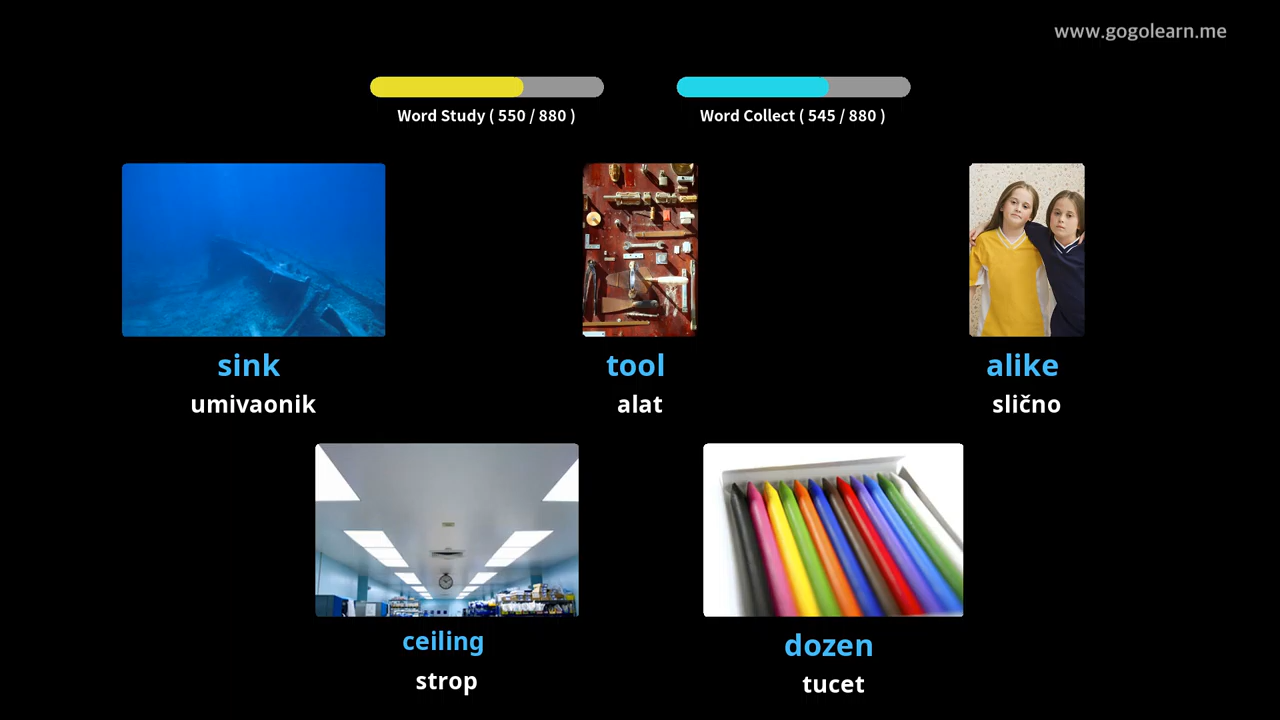 www.gogolearn.me
Word Study ( 550 / 880 )
Word Collect ( 545 / 880 )
sink
umivaonik
tool
alat
alike
slično
ceiling
strop
dozen
tucet